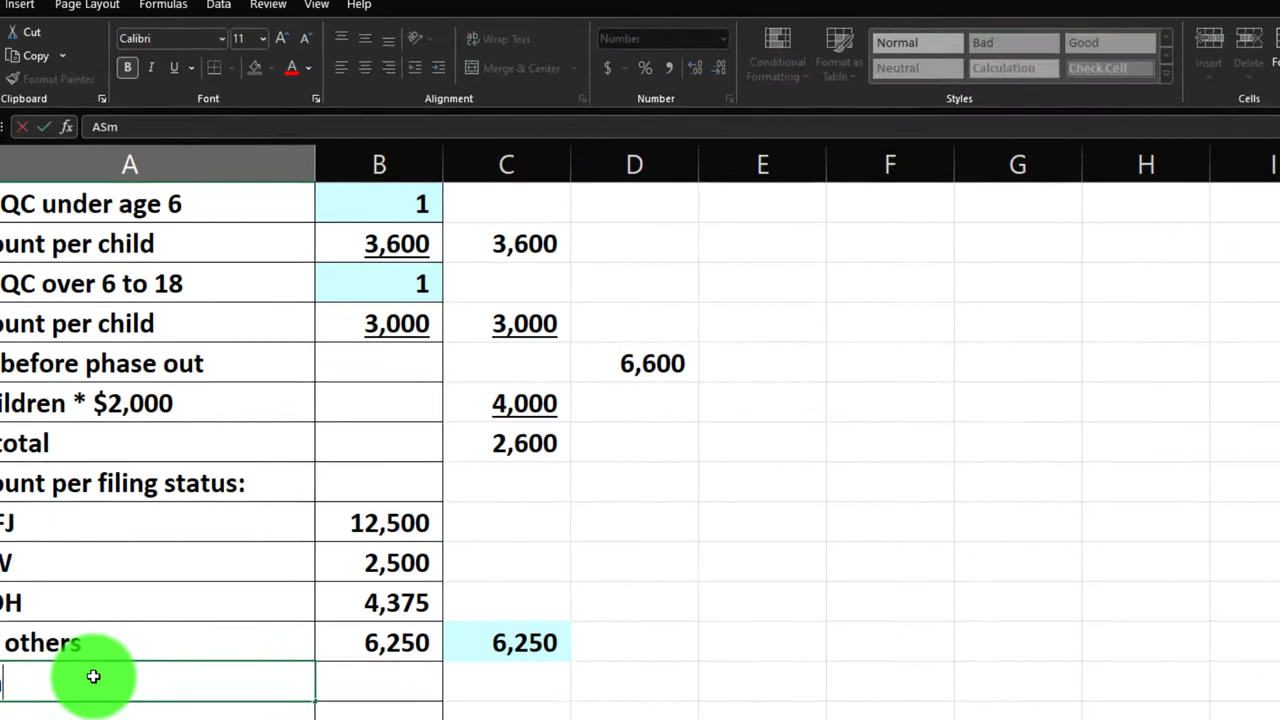 Insert Page Layout Formulas Data Review View Help
Cut
Copy
Format Painter
Clipboard
Calibri 11
B I U
Font
Wrap Text
Merge & Center
Alignment
Number
$ %
Number
Conditional Formatting
Format as Table
Normal Bad Good
Neutral Calculation Check Cell
Styles
Insert Delete
Cells
fx ASm
A B C D E F G H I
QC under age 6 1
ount per child 3,600 3,600
QC over 6 to 18 1
ount per child 3,000 3,000
before phase out 6,600
ildren * $2,000 4,000
total 2,600
ount per filing status:
FJ 12,500
W 2,500
OH 4,375
others 6,250 6,250